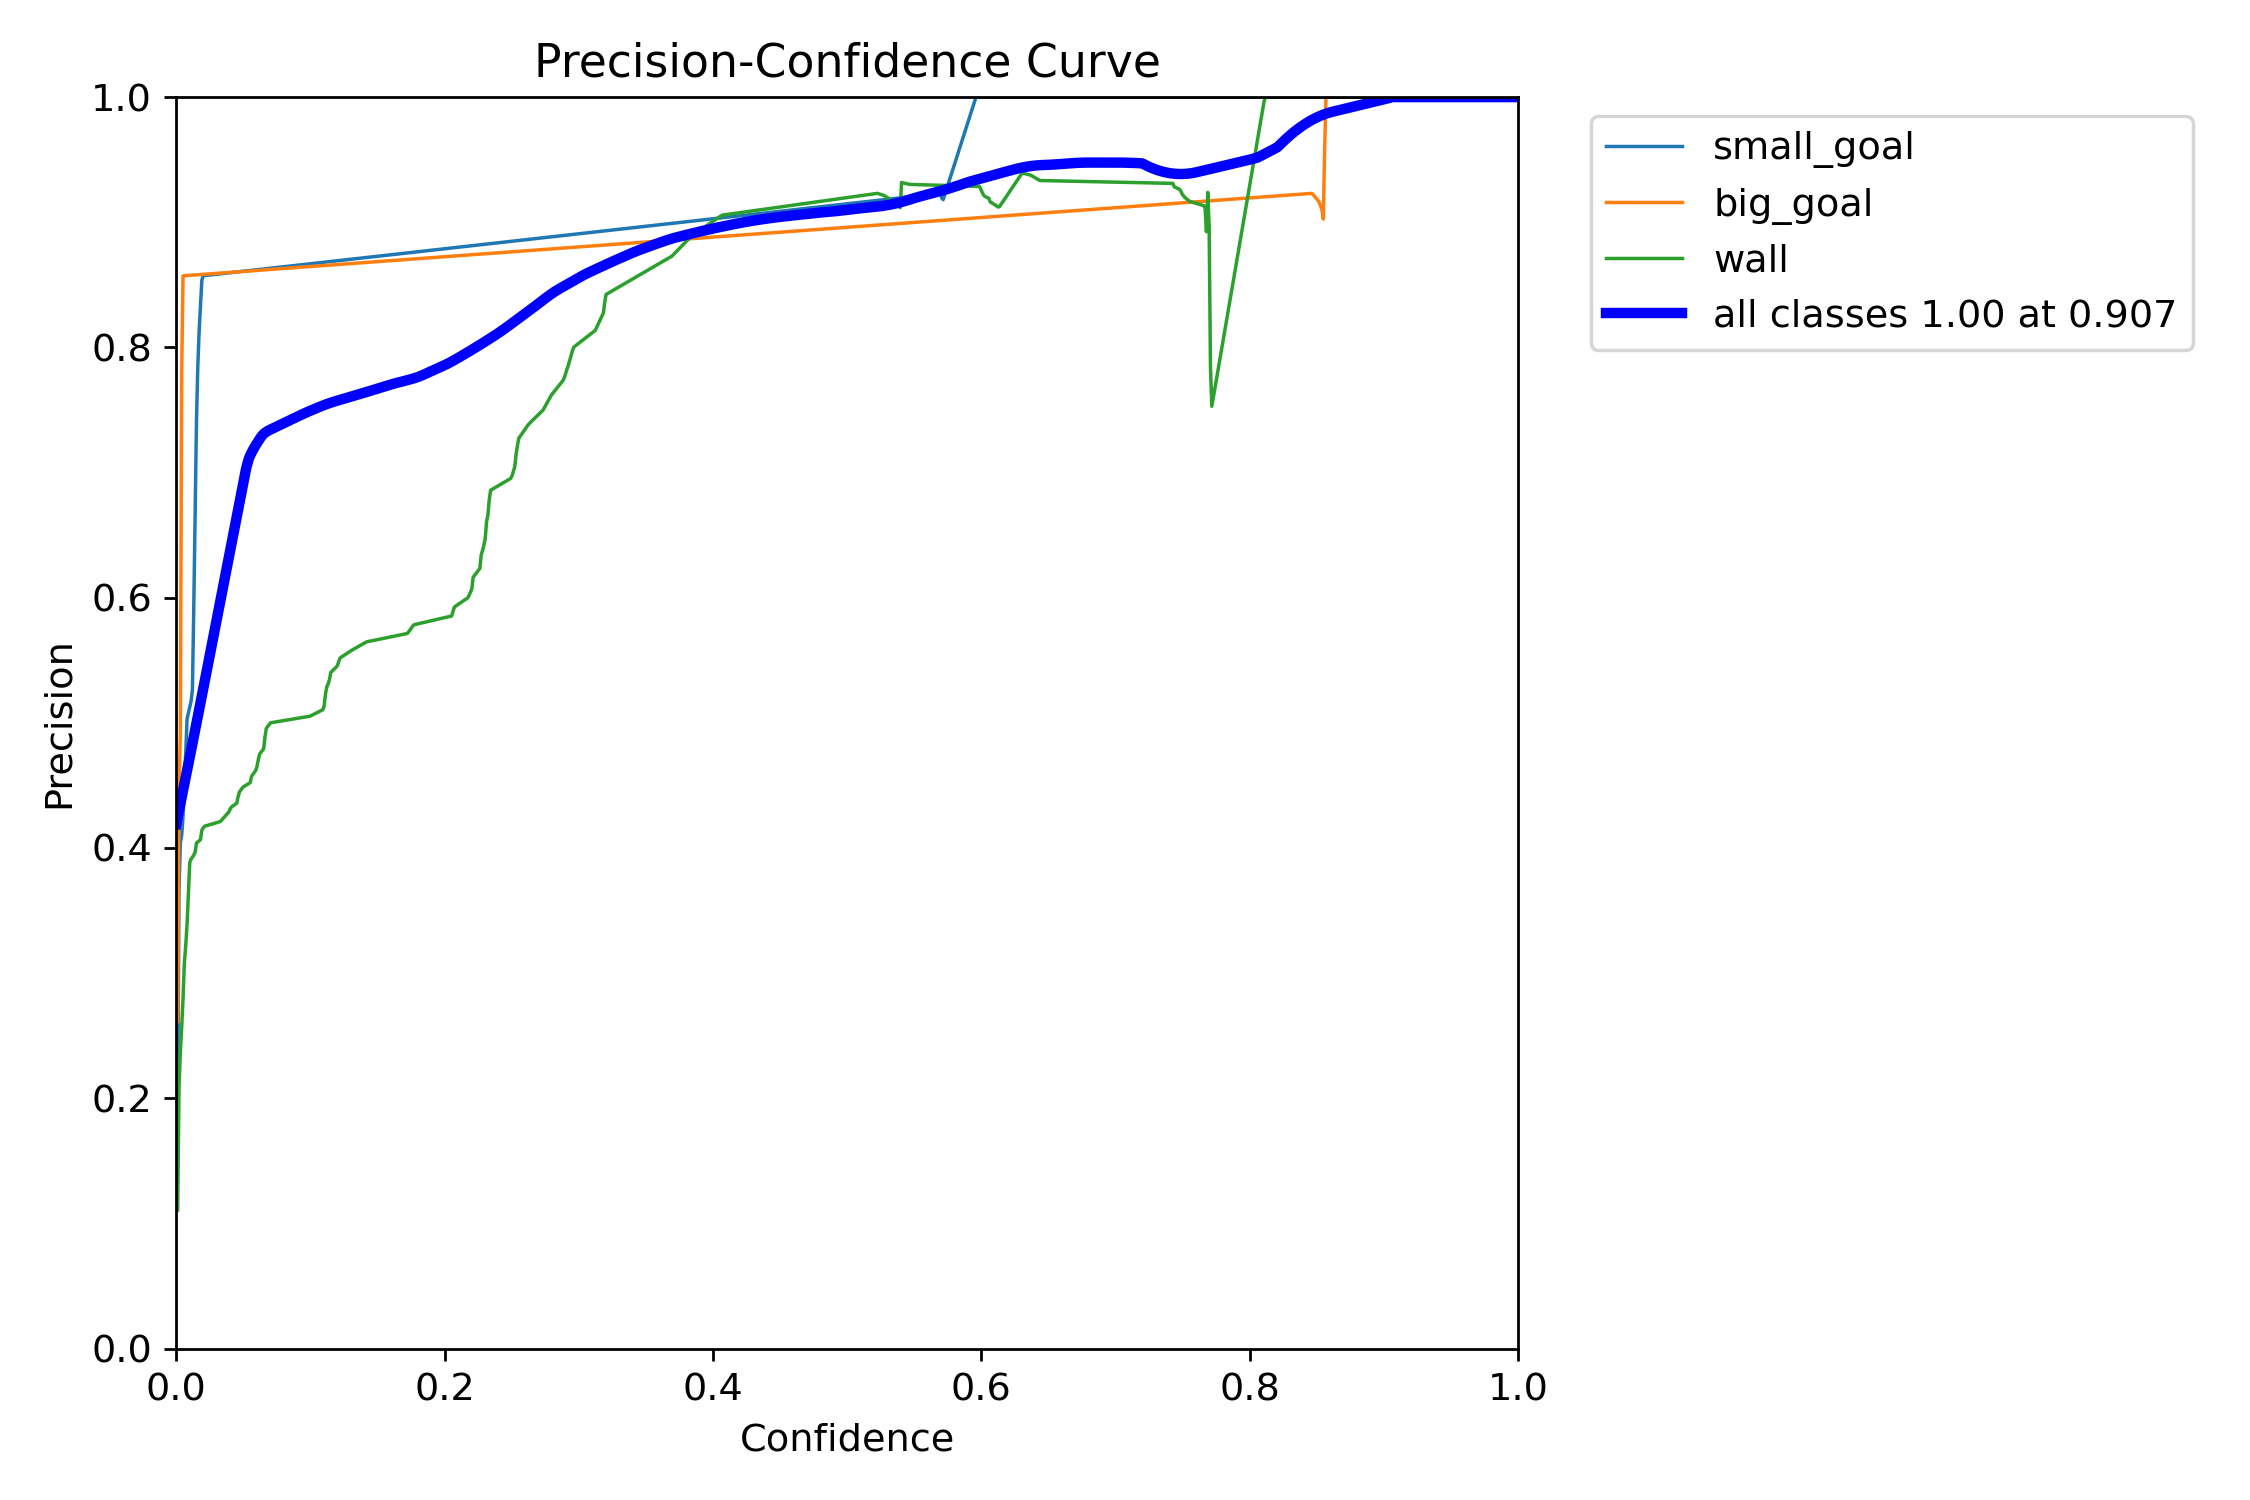 Precision-Confidence Curve
1.0
0.8
0.6
0.4
0.2
0.0
Precision
0.0 0.2 0.4 0.6 0.8 1.0
Confidence
small_goal
big_goal
wall
all classes 1.00 at 0.907